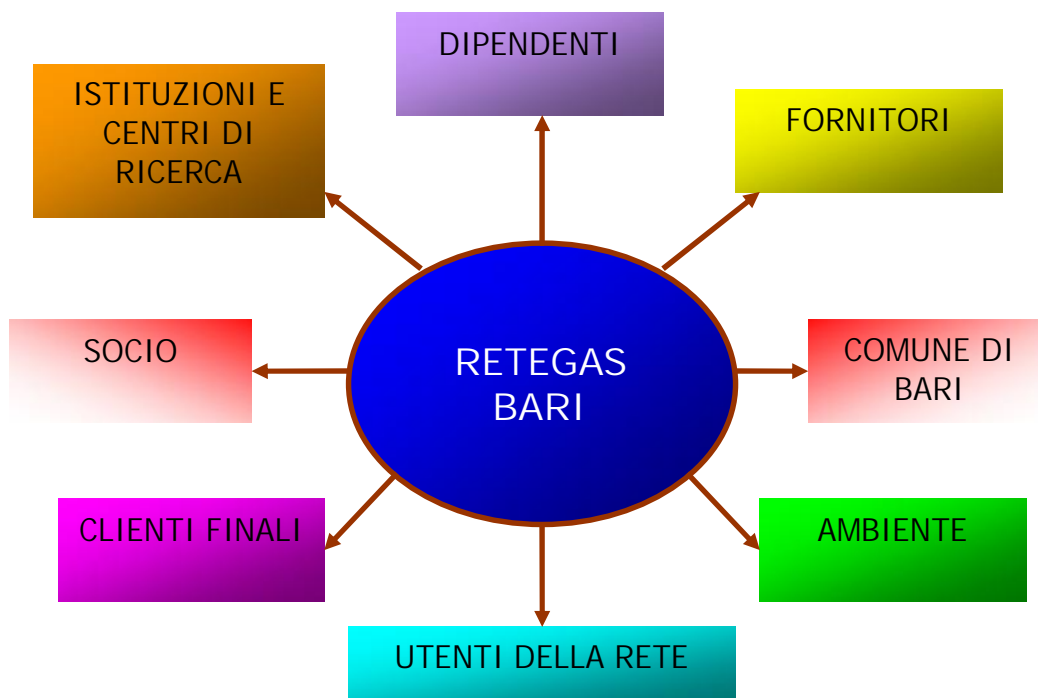 DIPENDENTI
ISTITUZIONI E
CENTRI DI
RICERCA
FORNITORI
SOCIO
RETEGAS
BARI
COMUNE DI
BARI
CLIENTI FINALI
AMBIENTE
UTENTI DELLA RETE